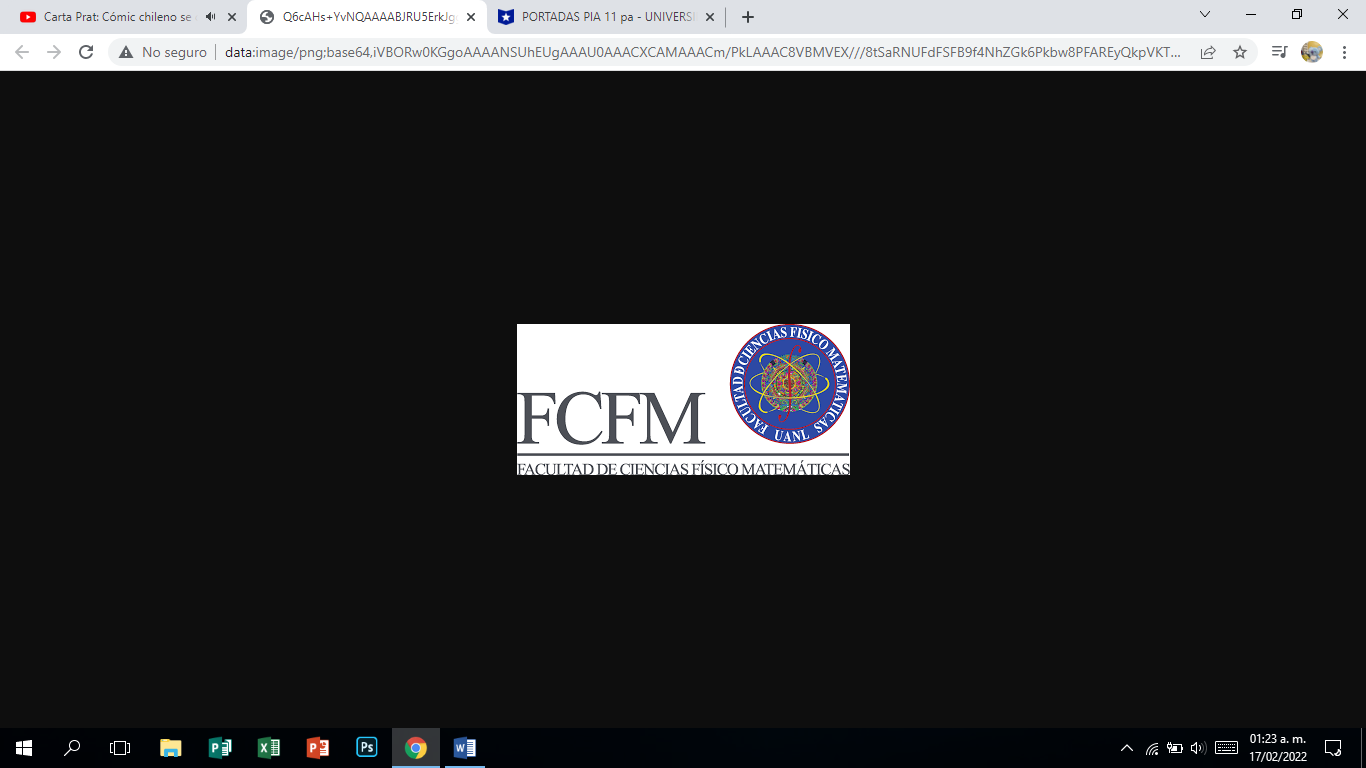 Carta Prat: Cómic chileno se
Q6cAHs+YvNQAAAABJRU5ErkJg
PORTADAS PIA 11 pa - UNIVERSI
No seguro
data:image/png;base64,iVBORw0KGgoAAAANSUhEUgAAAU0AAACXCAMAAACm/PkLAAAC8VBMVEX///8tSaRNUFdFSFB9f4NhZGk6Pkbw8PFAREyQkpVKT...
FACULTAD DE CIENCIAS FISICO MATEMATICAS
UANL
FCFM
FACULTAD DE CIENCIAS FÍSICO MATEMÁTICAS
01:23 a. m.
17/02/2022